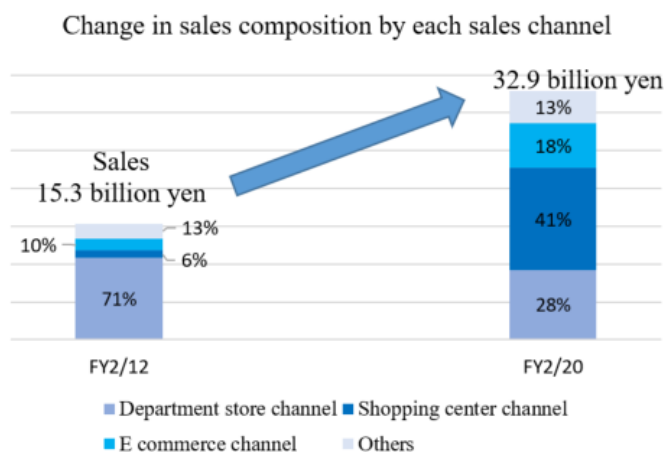 Change in sales composition by each sales channel
32.9 billion yen
13%
18%
41%
28%
Sales
15.3 billion yen
13%
10%
6%
71%
FY2/12
FY2/20
Department store channel
Shopping center channel
E commerce channel
Others